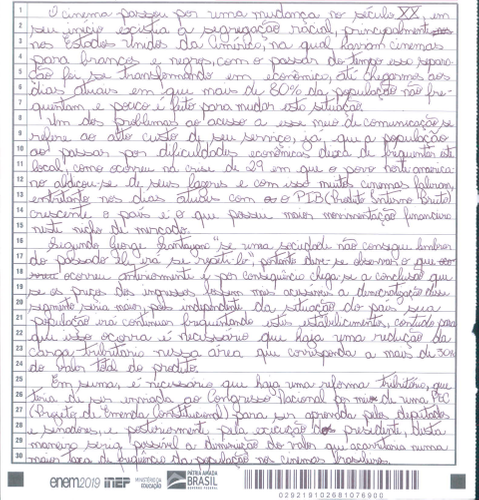 1 O cinema passou por uma mudança no século XX em
2 seu início existia a segregação racial, principalmente
3 nos Estados Unidos da América, na qual haviam cinemas
4 para brancos e negros, com o passar do tempo essa separa-
5 ção foi se transformando em econômica, até chegarmos aos
6 dias atuais em que mais de 80% da população não fre-
7 quentam, e pouco é feito para mudar esta situação.
8 Um dos problemas ao acesso a esse meio de comunicação se
9 refere ao alto custo de seu serviço, já que a população
10 ao passar por dificuldades econômicas deixa de frequentar este
11 local, como ocorreu na crise de 29 em que o povo norte americano
12 se de seus lazeres e com isso muitos cinemas faliram,
13 entretanto nos dias atuais com o PIB (Produto Interno Bruto)
14 crescente o país é o que possui maior movimentação financeira
15 neste nicho de mercado.
16 Segundo George Santayana "se uma sociedade não consegue lembrar
17 do passado irá se repeti-lo", portanto deve-se observar o que
18 ocorreu anteriormente e por consequência chega-se a conclusão que
19 se os preços dos ingressos fossem mais acessíveis a democratização desse
20 segmento seria maior, pois independente da situação do país sua
21 população irá continuar frequentando estes estabelecimentos, contudo para
22 que isso ocorra é necessário que haja uma redução da
23 carga tributária nessa área que corresponda a mais de 30%
24 do valor total do produto.
25 Em suma, é necessário que haja uma reforma tributária, que
26 teria de ser enviada ao Congresso Nacional por meio de uma PEC
27 (Projeto de Emenda Constitucional) para ser aprovada pelos deputados
28 e senadores, e posteriormente pela execução do presidente, desta
29 maneira seria possível a diminuição do valor que acarretaria numa
30 maior taxa de frequência da população nos cinemas brasileiros.
enem2019 inep MINISTÉRIO DA EDUCAÇÃO PÁTRIA AMADA BRASIL GOVERNO FEDERAL
029219102681076900